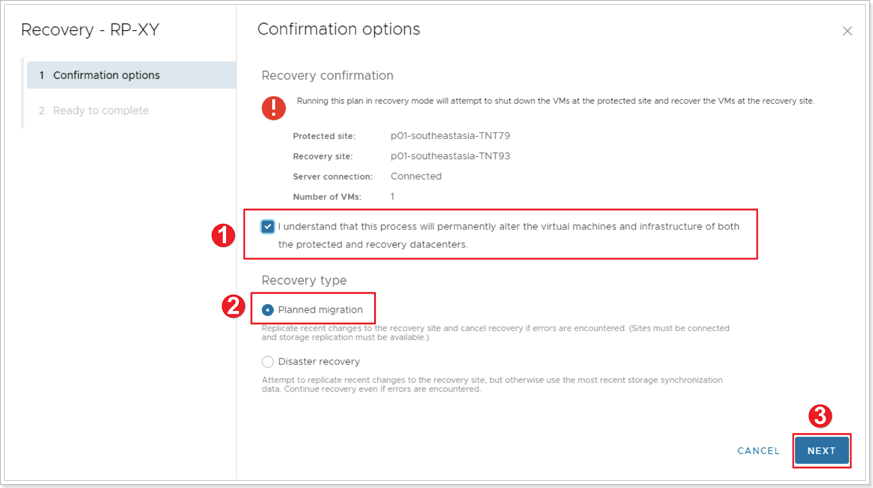 Recovery - RP-XY
1 Confirmation options
2 Ready to complete
Confirmation options
Recovery confirmation
Running this plan in recovery mode will attempt to shut down the VMs at the protected site and recover the VMs at the recovery site.
Protected site: p01-southeastasia-TNT79
Recovery site: p01-southeastasia-TNT93
Server connection: Connected
Number of VMs: 1
1
I understand that this process will permanently alter the virtual machines and infrastructure of both
the protected and recovery datacenters.
Recovery type
2
Planned migration
Replicate recent changes to the recovery site and cancel recovery if errors are encountered. (Sites must be connected
and storage replication must be available.)
Disaster recovery
Attempt to replicate recent changes to the recovery site, but otherwise use the most recent storage synchronization
data. Continue recovery even if errors are encountered.
3
CANCEL NEXT